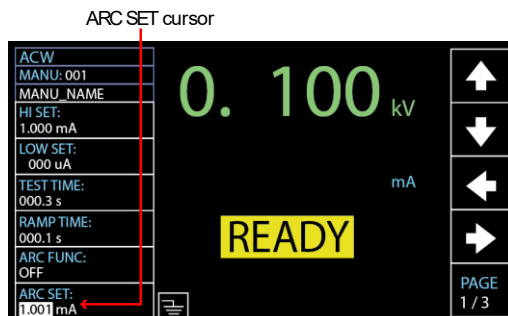 ARC SET cursor
ACW
MANU: 001
MANU_NAME
HI SET:
1.000 mA
LOW SET:
000 uA
TEST TIME:
000.3 s
RAMP TIME:
000.1 s
ARC FUNC:
OFF
ARC SET:
1.001 mA
0. 100 kV
mA
READY
PAGE
1 / 3